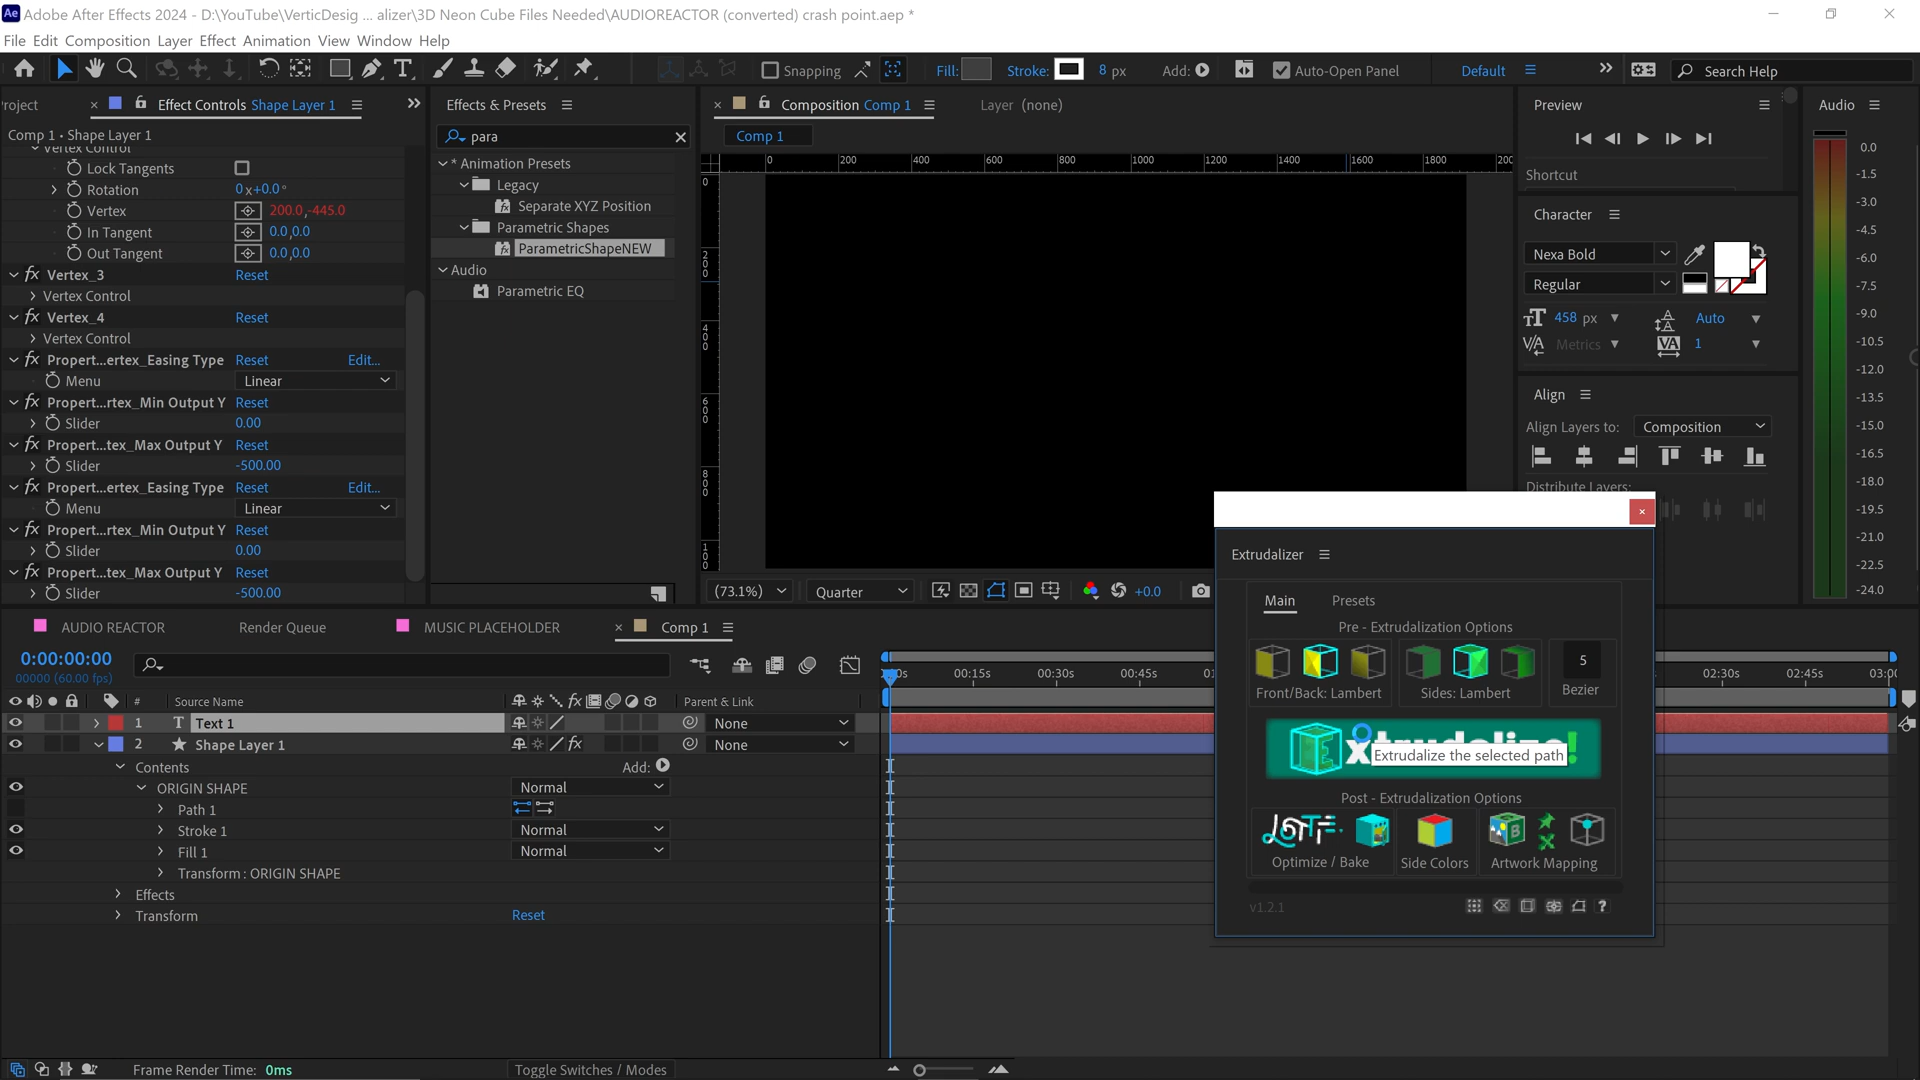 Adobe After Effects 2024 - D:\YouTube\VerticDesig ... alizer\3D Neon Cube Files Needed\AUDIOREACTOR (converted) crash point.aep *
File Edit Composition Layer Effect Animation View Window Help
Snapping
Fill:
Stroke:
8 px
Add:
Auto-Open Panel
Default
Search Help
roject
Effect Controls Shape Layer 1
Comp 1 • Shape Layer 1
Vertex Control
Lock Tangents
Rotation 0x+0.0°
Vertex 200.0,-445.0
In Tangent 0.0,0.0
Out Tangent 0.0,0.0
Vertex_3 Reset
Vertex Control
Vertex_4 Reset
Vertex Control
Propert...ertex_Easing Type Reset Edit...
Menu Linear
Propert...rtex_Min Output Y Reset
Slider 0.00
Propert...tex_Max Output Y Reset
Slider -500.00
Propert...ertex_Easing Type Reset Edit...
Menu Linear
Propert...rtex_Min Output Y Reset
Slider 0.00
Propert...tex_Max Output Y Reset
Slider -500.00
Effects & Presets
para
* Animation Presets
Legacy
Separate XYZ Position
Parametric Shapes
ParametricShapeNEW
Audio
Parametric EQ
Composition Comp 1
Layer (none)
Comp 1
0 200 400 600 800 1000 1200 1400 1600 1800 200
0
200
400
600
800
100
(73.1%) Quarter +0.0
Preview
Shortcut
Character
Nexa Bold
Regular
458 px Auto
Metrics 1
Align
Align Layers to: Composition
Distribute Layers:
Audio
0.0
-1.5
-3.0
-4.5
-6.0
-7.5
-9.0
-10.5
-12.0
-13.5
-15.0
-16.5
-18.0
-19.5
-21.0
-22.5
-24.0
Extrudalizer
Main Presets
Pre - Extrudalization Options
5
Front/Back: Lambert Sides: Lambert Bezier
Extrudalize the selected path
Post - Extrudalization Options
Optimize / Bake Side Colors Artwork Mapping
v1.2.1
AUDIO REACTOR Render Queue MUSIC PLACEHOLDER Comp 1
0:00:00:00
00000 (60.00 fps)
00:15s 00:30s 00:45s 02:30s 02:45s 03:00
# Source Name Parent & Link
1 Text 1 None
2 Shape Layer 1 None
Contents Add:
ORIGIN SHAPE Normal
Path 1
Stroke 1 Normal
Fill 1 Normal
Transform : ORIGIN SHAPE
Effects
Transform Reset
Frame Render Time: 0ms
Toggle Switches / Modes